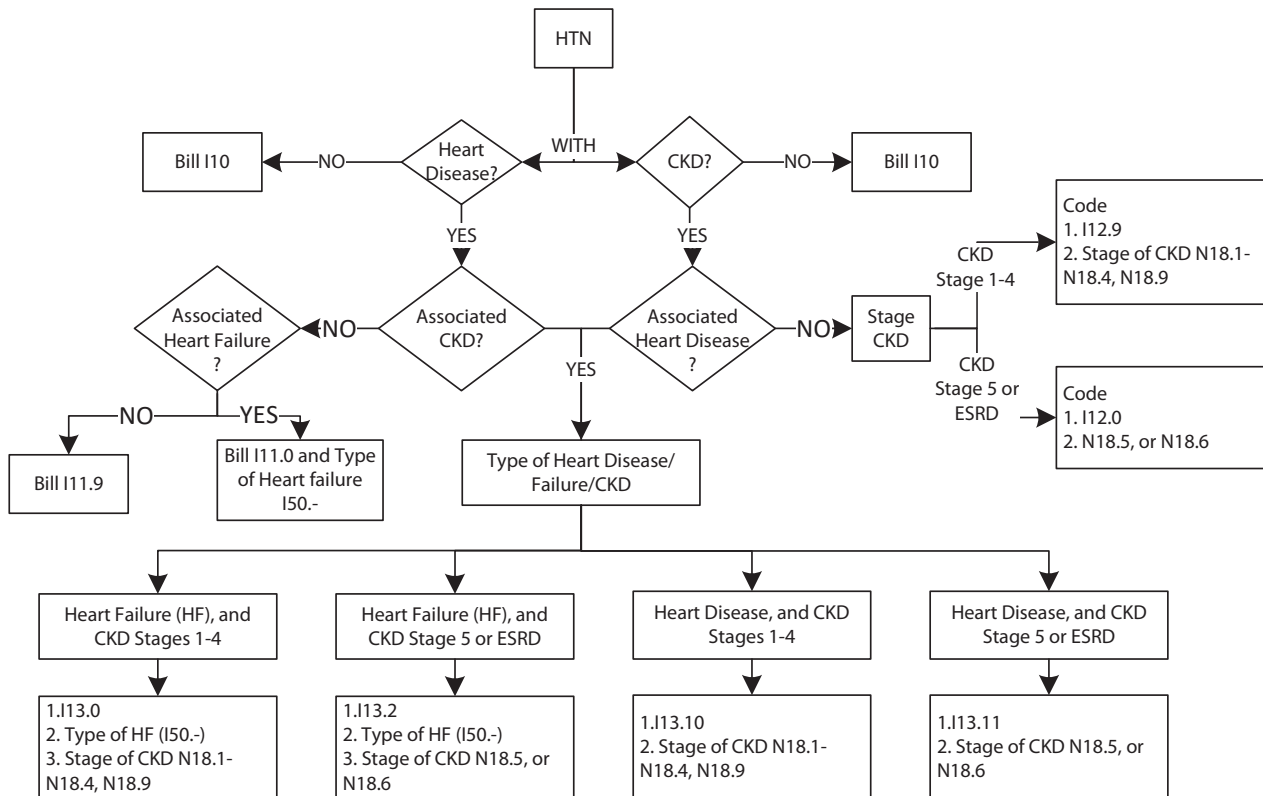 HTN
WITH
Bill I10
NO
Heart
Disease?
CKD?
NO
Bill I10
YES
YES
Code
1. I12.9
2. Stage of CKD N18.1-
N18.4, N18.9
CKD
Stage 1-4
Associated
Heart Failure
?
NO
Associated
CKD?
YES
Associated
Heart Disease
?
NO
Stage
CKD
CKD
Stage 5 or
ESRD
Code
1. I12.0
2. N18.5, or N18.6
NO
YES
Bill I11.9
Bill I11.0 and Type
of Heart failure
I50.-
Type of Heart Disease/
Failure/CKD
Heart Failure (HF), and
CKD Stages 1-4
Heart Failure (HF), and
CKD Stage 5 or ESRD
Heart Disease, and CKD
Stages 1-4
Heart Disease, and CKD
Stage 5 or ESRD
1.I13.0
2. Type of HF (I50.-)
3. Stage of CKD N18.1-
N18.4, N18.9
1.I13.2
2. Type of HF (I50.-)
3. Stage of CKD N18.5, or
N18.6
1.I13.10
2. Stage of CKD N18.1-
N18.4, N18.9
1.I13.11
2. Stage of CKD N18.5, or
N18.6